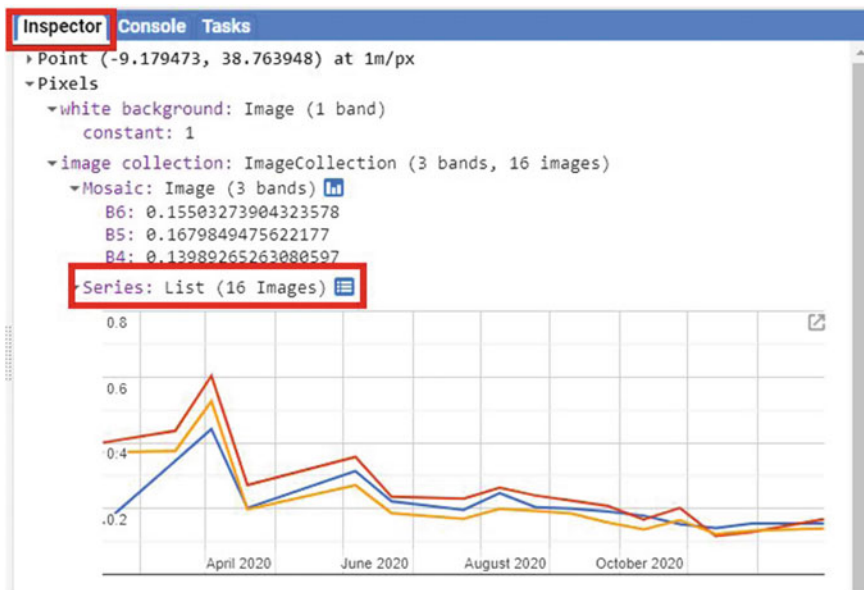 Inspector Console Tasks
Point (-9.179473, 38.763948) at 1m/px
Pixels
white background: Image (1 band)
constant: 1
image collection: ImageCollection (3 bands, 16 images)
Mosaic: Image (3 bands)
B6: 0.15503273904323578
B5: 0.1679849475622177
B4: 0.13989265263080597
Series: List (16 Images)
0.8
0.6
0.4
0.2
April 2020 June 2020 August 2020 October 2020